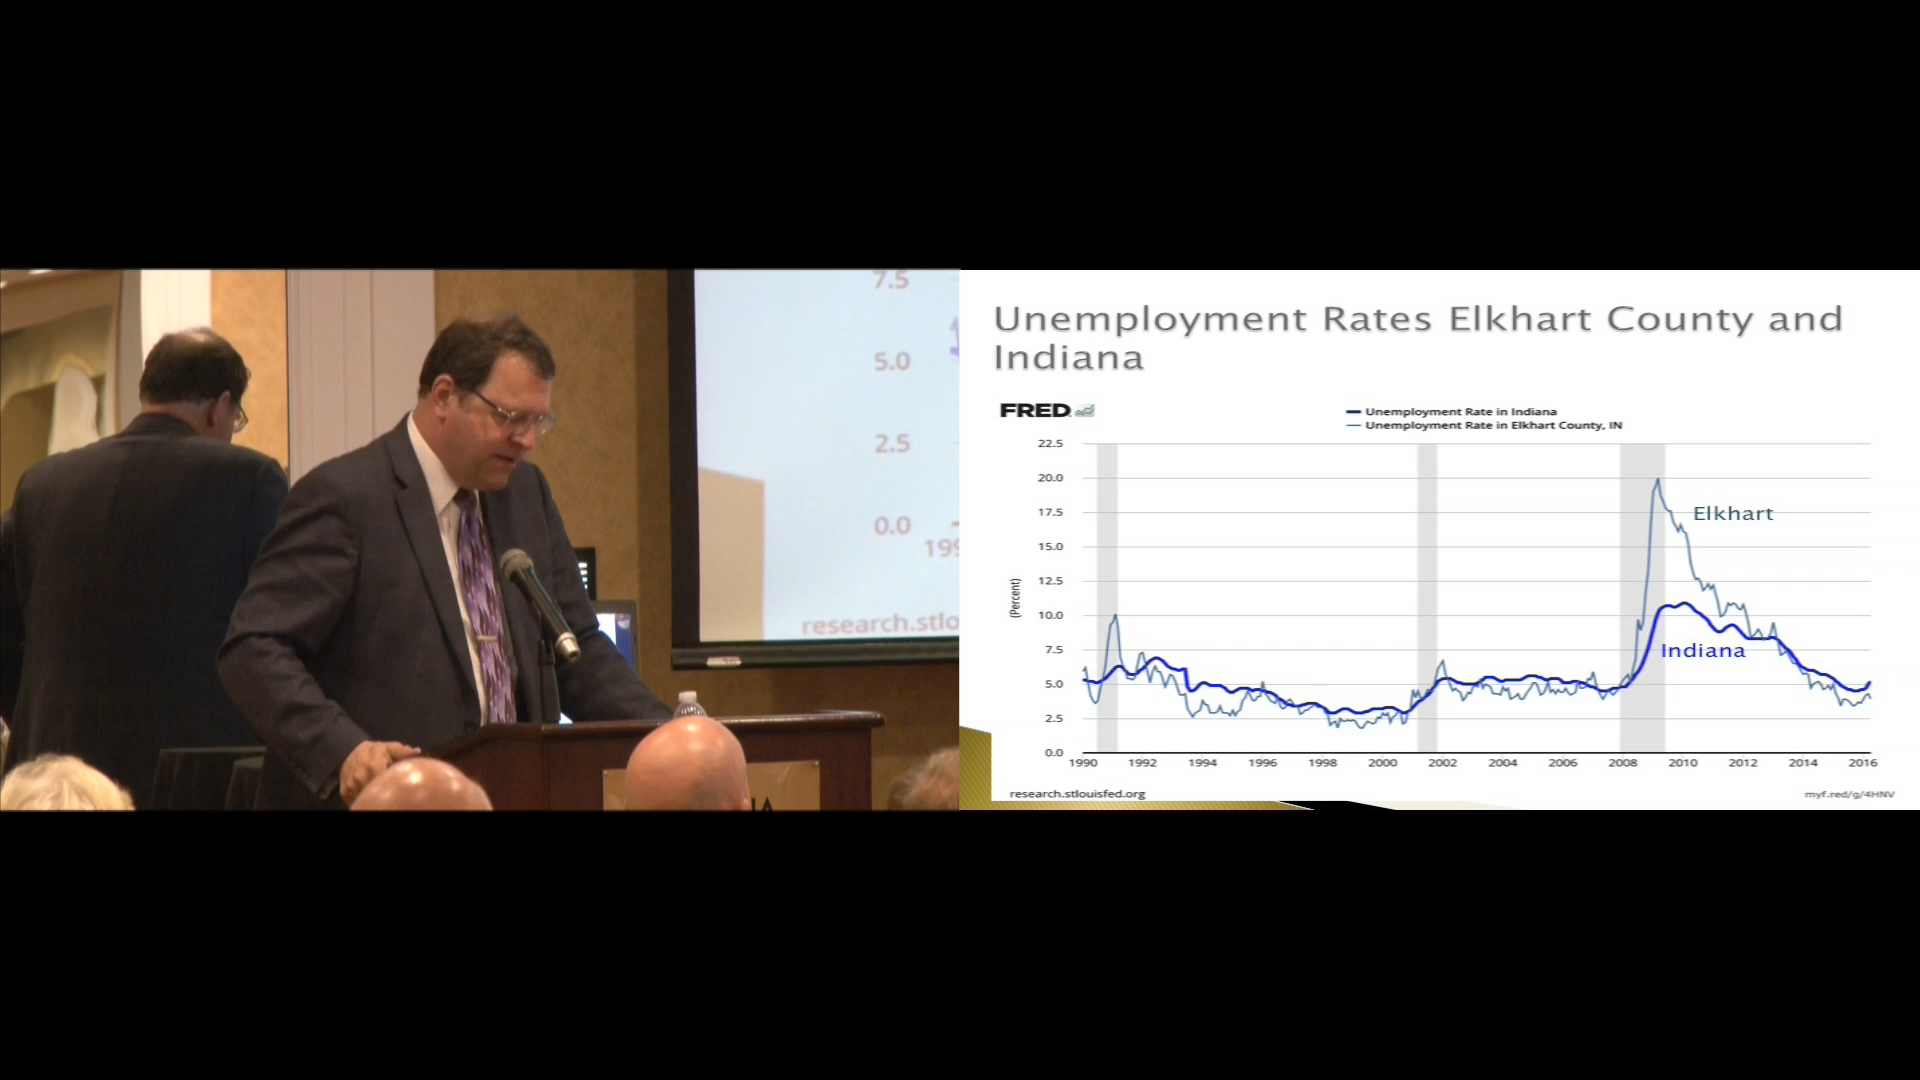 7.5
5.0
2.5
0.0
199
research.stlo
Unemployment Rates Elkhart County and
Indiana
FRED
Unemployment Rate in Indiana
Unemployment Rate in Elkhart County, IN
22.5
20.0
17.5
15.0
12.5
10.0
7.5
5.0
2.5
0.0
(Percent)
Elkhart
Indiana
1990 1992 1994 1996 1998 2000 2002 2004 2006 2008 2010 2012 2014 2016
research.stlouisfed.org
myf.red/g/4HNV